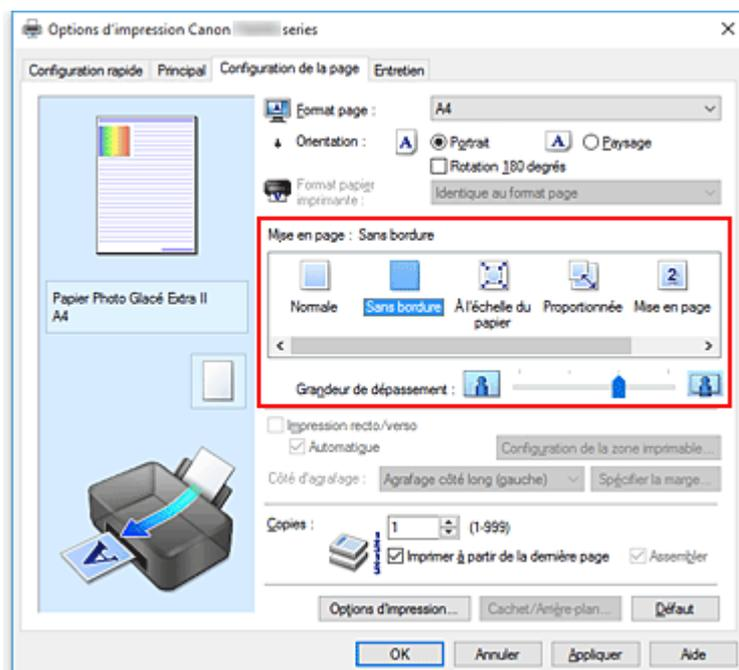 Options d'impression Canon series
Configuration rapide Principal Configuration de la page Entretien
Format page : A4
Orientation : A Portrait A Paysage
Rotation 180 degrés
Format papier imprimante : Identique au format page
Mise en page : Sans bordure
2
Normale Sans bordure À l'échelle du papier Proportionnée Mise en page
Papier Photo Glacé Extra II
A4
Grandeur de dépassement :
Impression recto/verso
Automatique Configuration de la zone imprimable...
Côté d'agrafage : Agrafage côté long (gauche) Spécifier la marge...
Copies : 1 (1-999)
Imprimer à partir de la dernière page Assembler
Options d'impression... Cachet/Arrière-plan... Défaut
OK Annuler Appliquer Aide